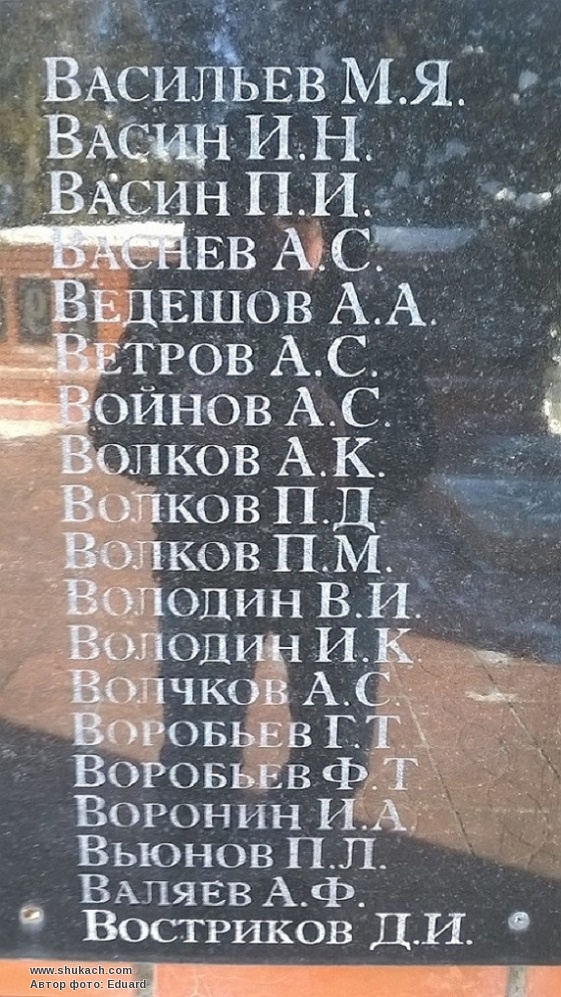 Васильев М.Я.
Васин И.Н.
Васин П.И.
Васнев А.С.
Ведешов А.А.
Ветров А.С.
Войнов А.С.
Волков А.К.
Волков П.Д.
Волков П.М.
Володин В.И.
Володин И.К.
Волчков А.С.
Воробьев Г.Т.
Воробьев Ф.Т.
Воронин И.А.
Вьюнов П.Л.
Валяев А.Ф.
Востриков Д.И.
www.shukach.com
Автор фото: Eduard